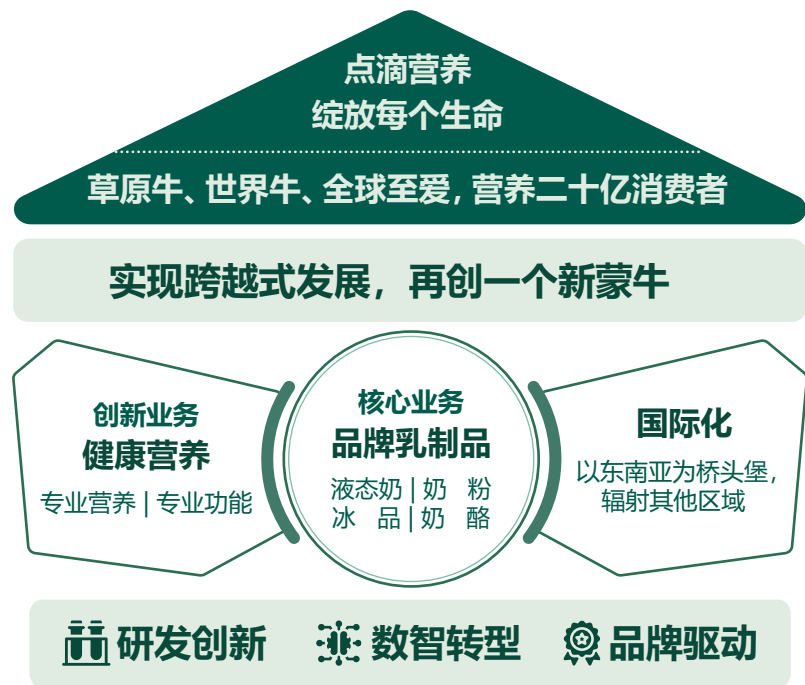 点滴营养
绽放每个生命
草原牛、世界牛、全球至爱，营养二十亿消费者
实现跨越式发展，再创一个新蒙牛
创新业务
健康营养
专业营养 | 专业功能
核心业务
品牌乳制品
液态奶 | 奶 粉
冰 品 | 奶 酪
国际化
以东南亚为桥头堡，
辐射其他区域
研发创新 数智转型 品牌驱动